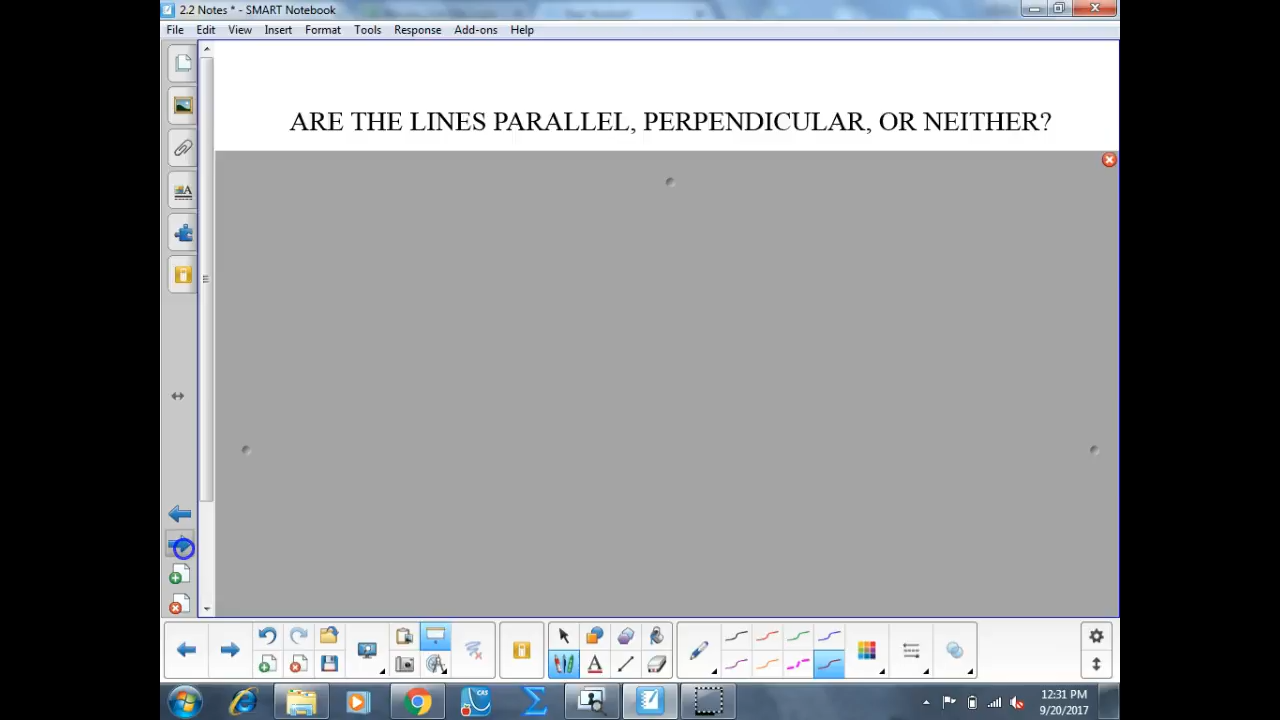 2.2 Notes * - SMART Notebook
File Edit View Insert Format Tools Response Add-ons Help
ARE THE LINES PARALLEL, PERPENDICULAR, OR NEITHER?
A
A
CAS
12:31 PM
9/20/2017